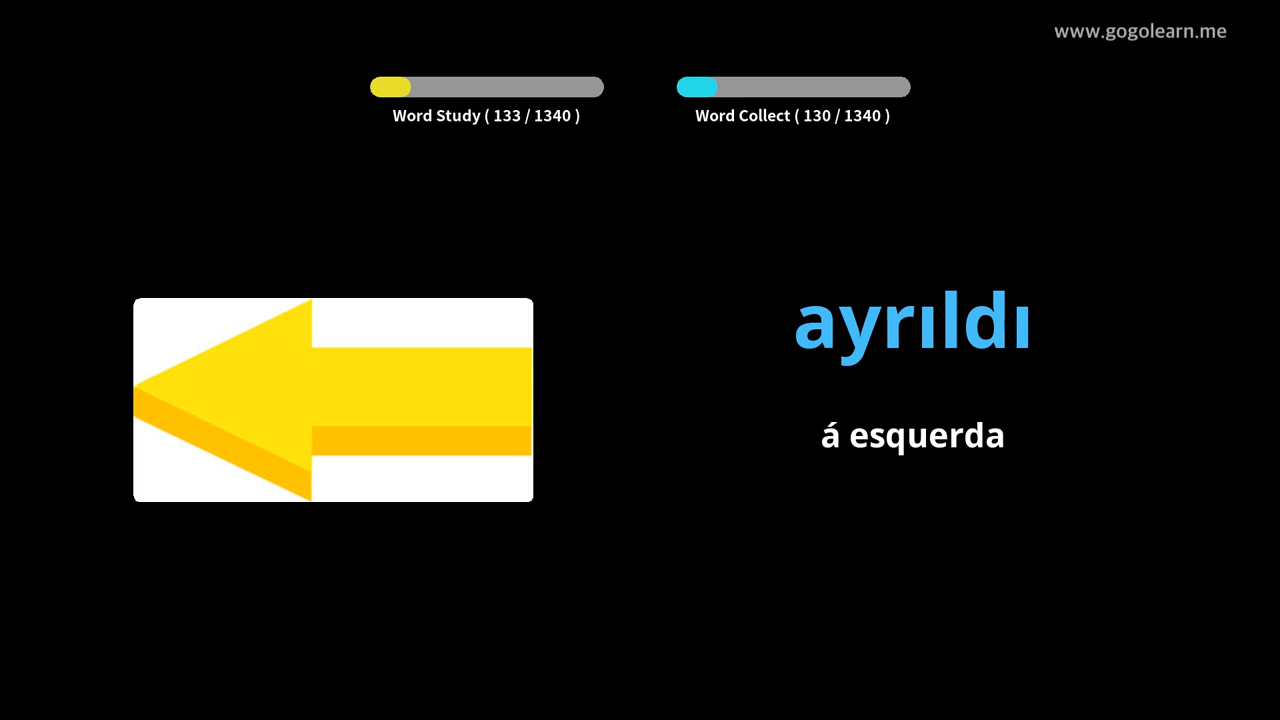 www.gogolearn.me
Word Study ( 133 / 1340 )
Word Collect ( 130 / 1340 )
ayrıldı
á esquerda